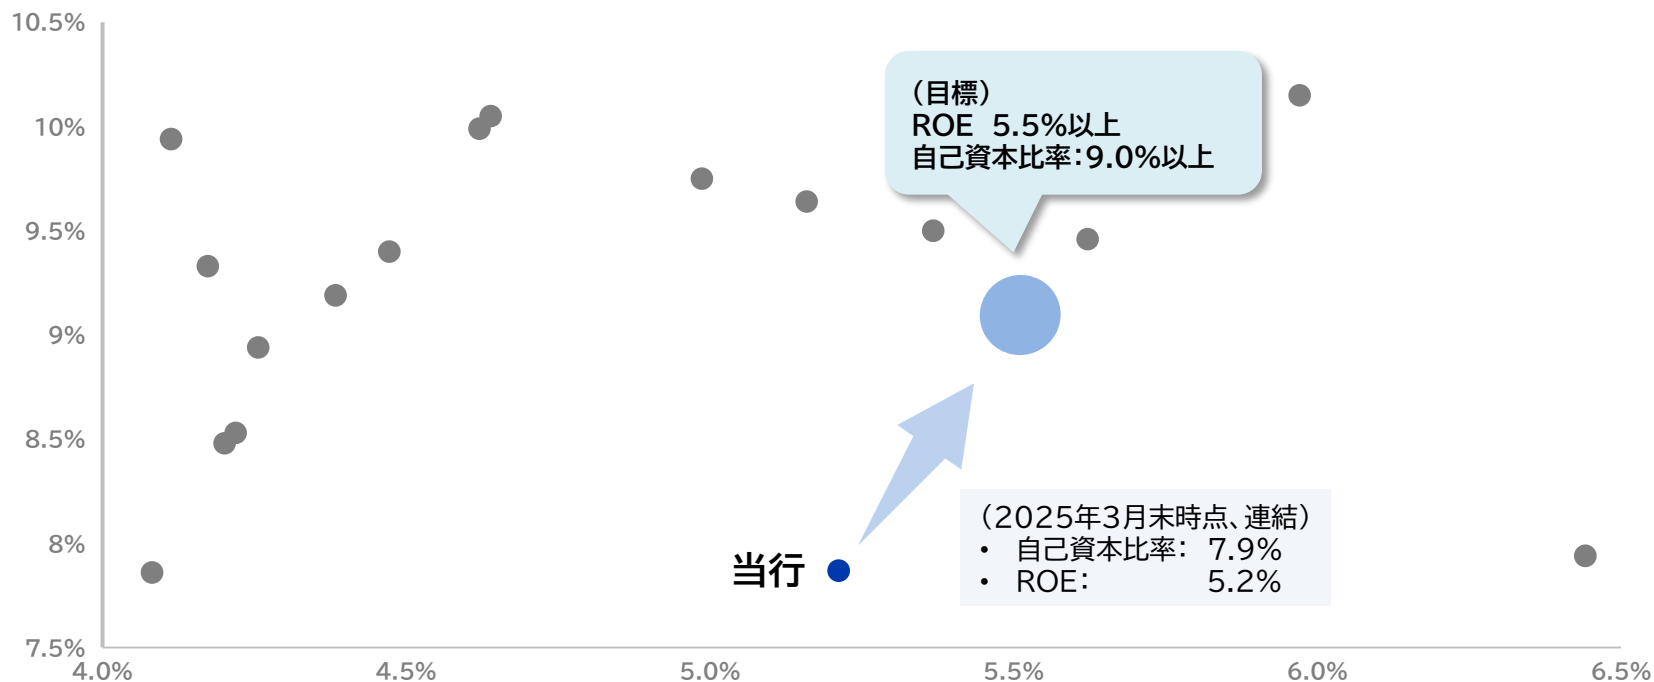 10.5%
10%
9.5%
9%
8.5%
8%
7.5%
4.0%
4.5%
5.0%
5.5%
6.0%
6.5%
（目標）
ROE 5.5%以上
自己資本比率：9.0%以上
当行
（2025年3月末時点、連結）
• 自己資本比率： 7.9%
• ROE： 5.2%